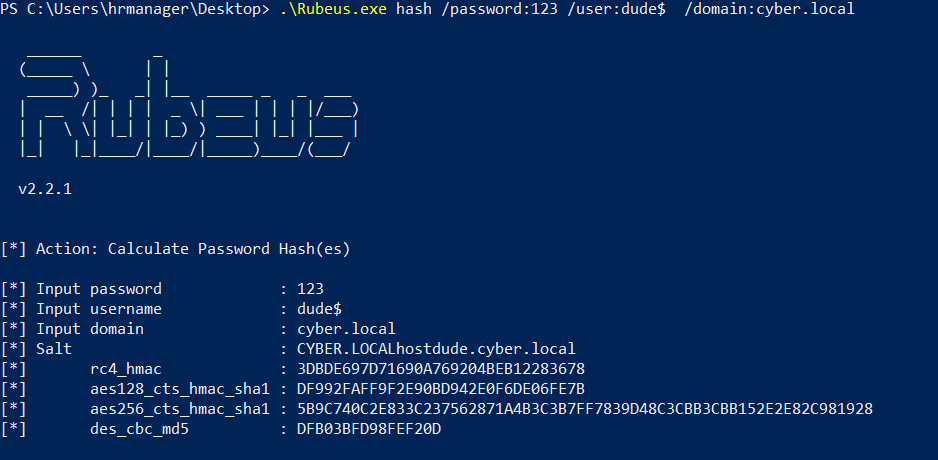 PS C:\Users\hrmanager\Desktop> .\Rubeus.exe hash /password:123 /user:dude$  /domain:cyber.local
Rubeus
v2.2.1
[*] Action: Calculate Password Hash(es)
[*] Input password             : 123
[*] Input username             : dude$
[*] Input domain               : cyber.local
[*] Salt                       : CYBER.LOCALhostdude.cyber.local
[*]       rc4_hmac             : 3DBDE697D71690A769204BEB12283678
[*]       aes128_cts_hmac_sha1 : DF992FAFF9F2E90BD942E0F6DE06FE7B
[*]       aes256_cts_hmac_sha1 : 5B9C740C2E833C237562871A4B3C3B7FF7839D48C3CBB3CBB152E2E82C981928
[*]       des_cbc_md5          : DFB03BFD98FEF20D